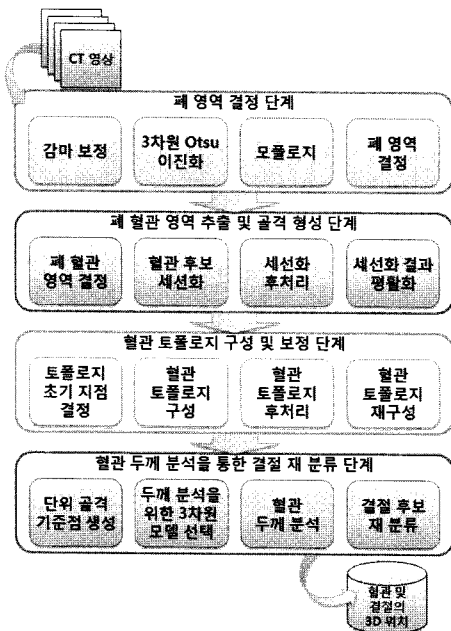 CT 영상
폐 영역 결정 단계
감마 보정
3차원 Otsu
이진화
모폴로지
폐 영역
결정
폐 혈관 영역 추출 및 골격 형성 단계
폐 혈관
영역 결정
혈관 후보
세선화
세선화
후처리
세선화 결과
평활화
혈관 토폴로지 구성 및 보정 단계
토폴로지
초기 지점
결정
혈관
토폴로지
구성
혈관
토폴로지
후처리
혈관
토폴로지
재구성
혈관 두께 분석을 통한 결절 재 분류 단계
단위 골격
기준점 생성
두께 분석을
위한 3차원
모델 선택
혈관
두께 분석
결절 후보
재 분류
혈관 및
결절의
3D 위치